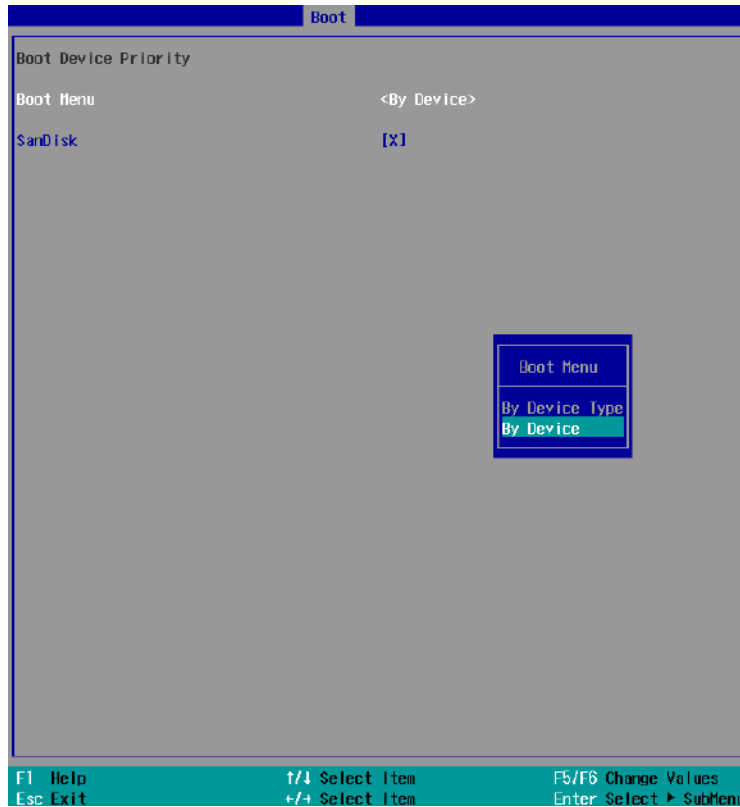 Boot
Boot Device Priority
Boot Menu <By Device>
SanDisk [X]
Boot Menu
By Device Type
By Device
F1 Help ↑/↓ Select Item F5/F6 Change Values
Esc Exit ←/→ Select Item Enter Select ▶ SubMenu